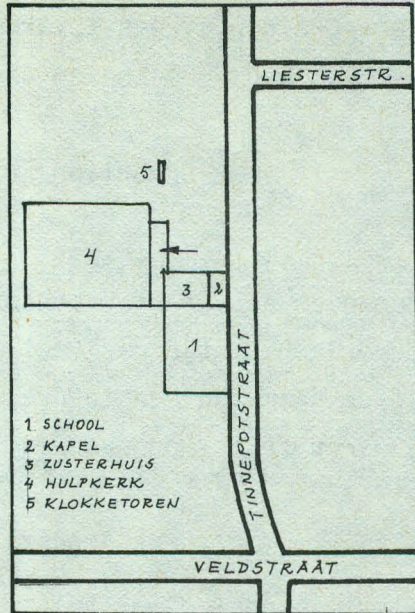 LIESTERSTR.
5
4
3
2
1
TINNEPOTSTRAAT
1 SCHOOL
2 KAPEL
3 ZUSTERHUIS
4 HULPKERK
5 KLOKKETOREN
VELDSTRAAT